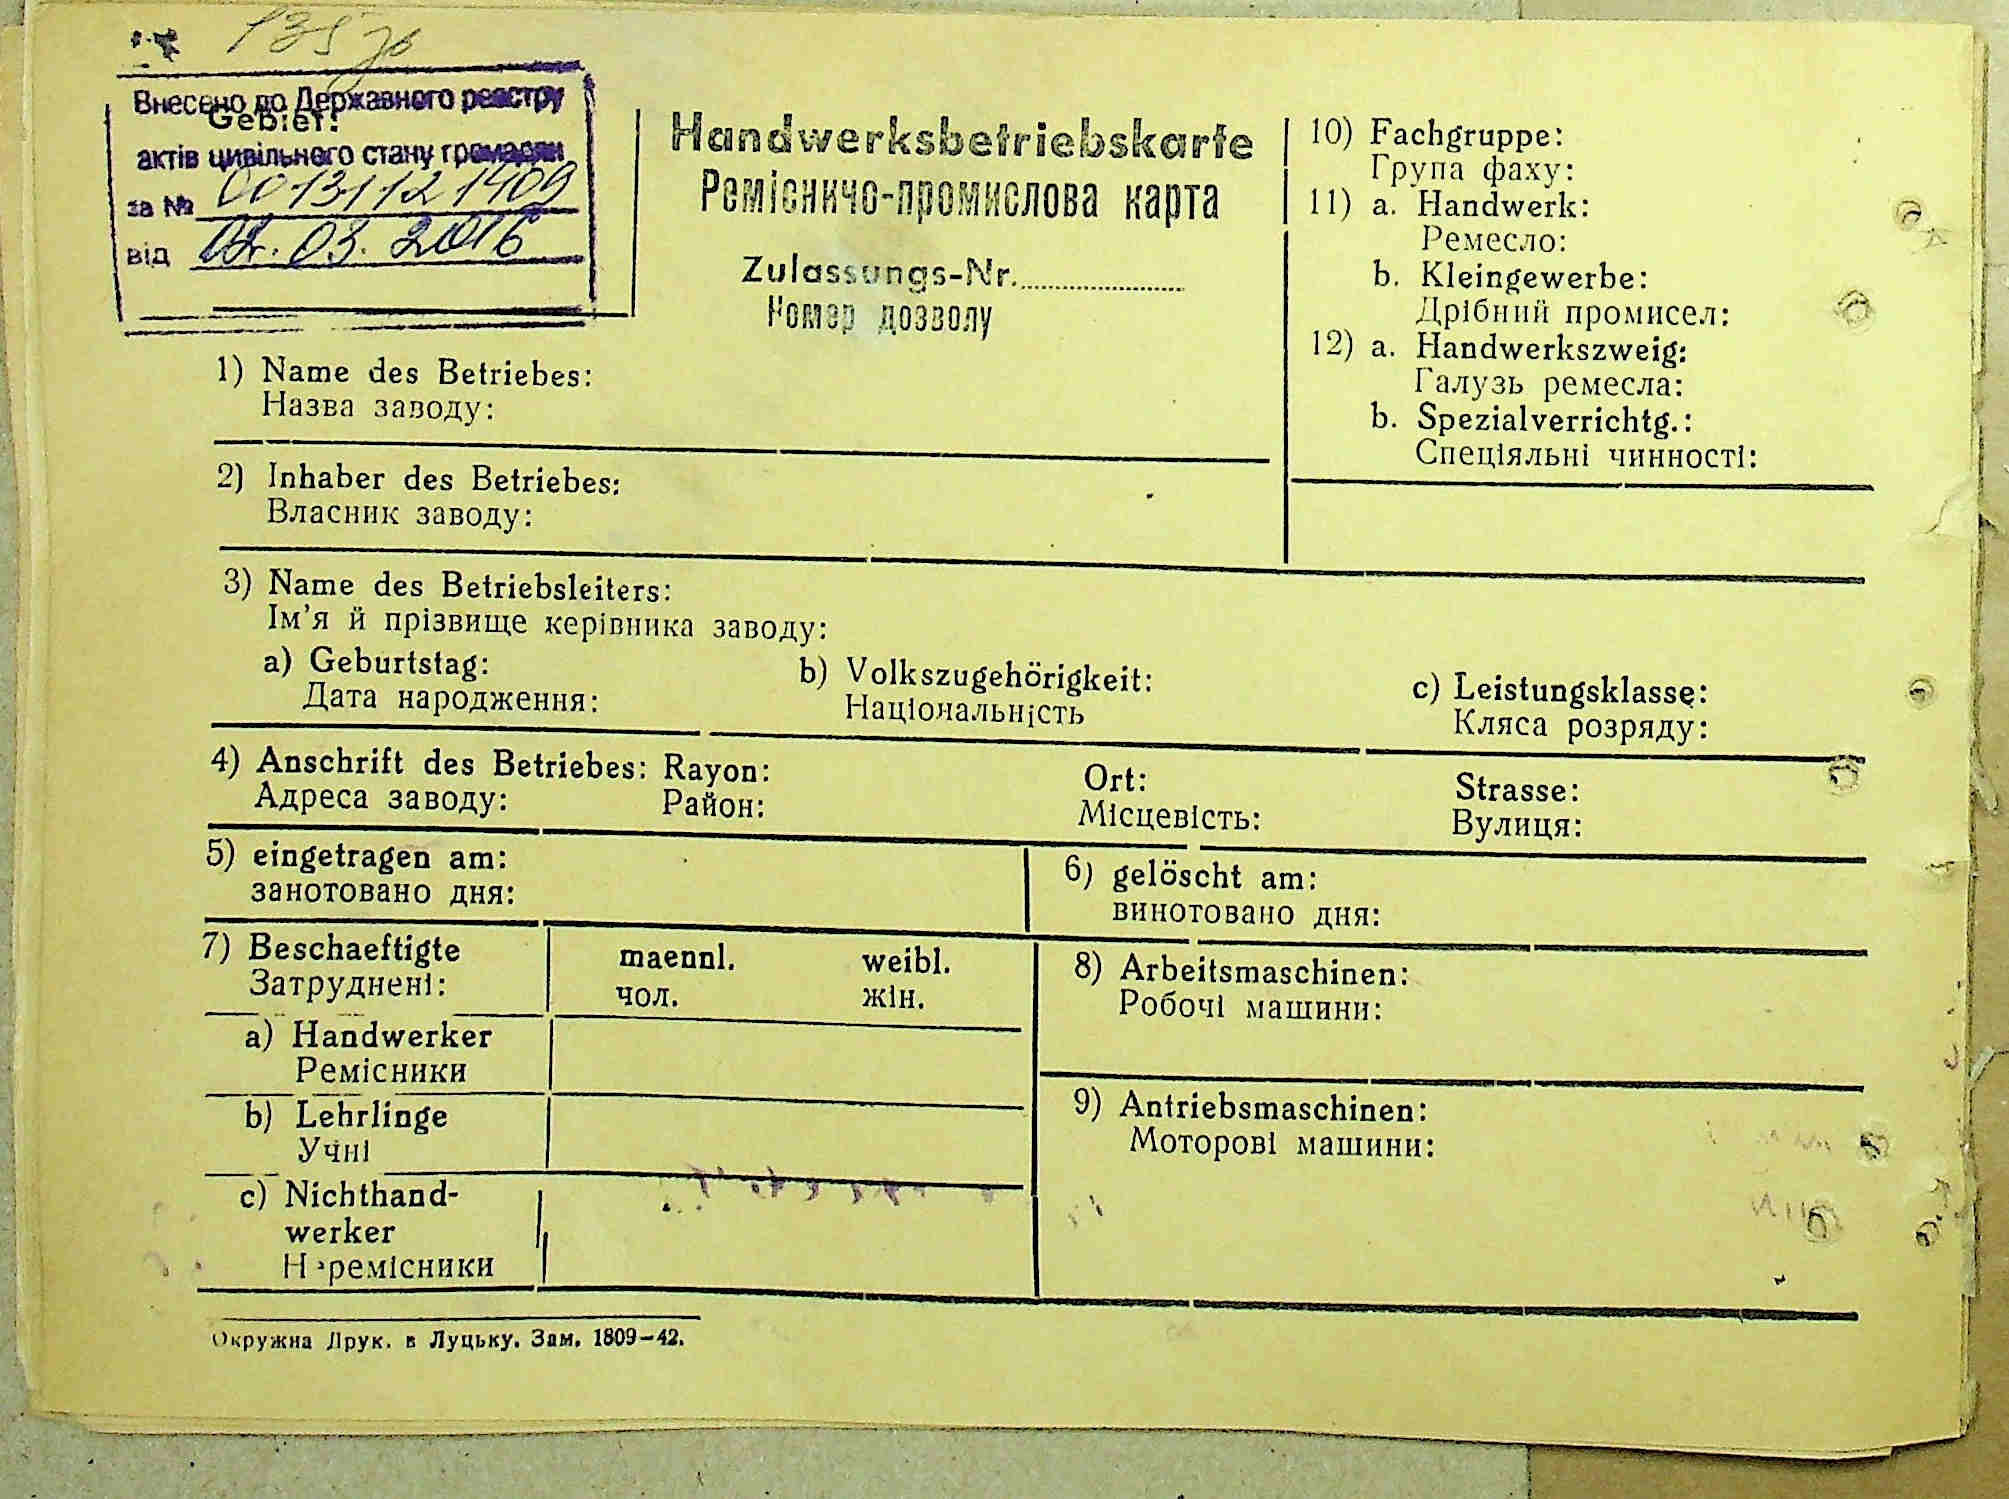 135 зв
Внесено до Державного реєстру
Gebiet:
актів цивільного стану громадян
за № 00131121409
від 02.03.2016
Handwerksbetriebskarte
Ремісничо-промислова карта
Zulassungs-Nr.
Номер дозволу
10) Fachgruppe:
Група фаху:
11) a. Handwerk:
Ремесло:
b. Kleingewerbe:
Дрібний промисел:
12) a. Handwerkszweig:
Галузь ремесла:
b. Spezialverrichtg.:
Спеціяльні чинності:
1) Name des Betriebes:
Назва заводу:
2) Inhaber des Betriebes:
Власник заводу:
3) Name des Betriebsleiters:
Ім’я й прізвище керівника заводу:
a) Geburtstag: b) Volkszugehörigkeit: c) Leistungsklasse:
Дата народження: Національність Кляса розряду:
4) Anschrift des Betriebes: Rayon: Ort: Strasse:
Адреса заводу: Район: Місцевість: Вулиця:
5) eingetragen am: 6) gelöscht am:
занотовано дня: винотовано дня:
7) Beschaeftigte maennl. weibl.
Затруднені: чол. жін.
8) Arbeitsmaschinen:
Робочі машини:
a) Handwerker
Ремісники
b) Lehrlinge
Учні
9) Antriebsmaschinen:
Моторові машини:
c) Nichthand-
werker
Н ремісники
Окружна Друк. в Луцьку. Зам. 1809–42.